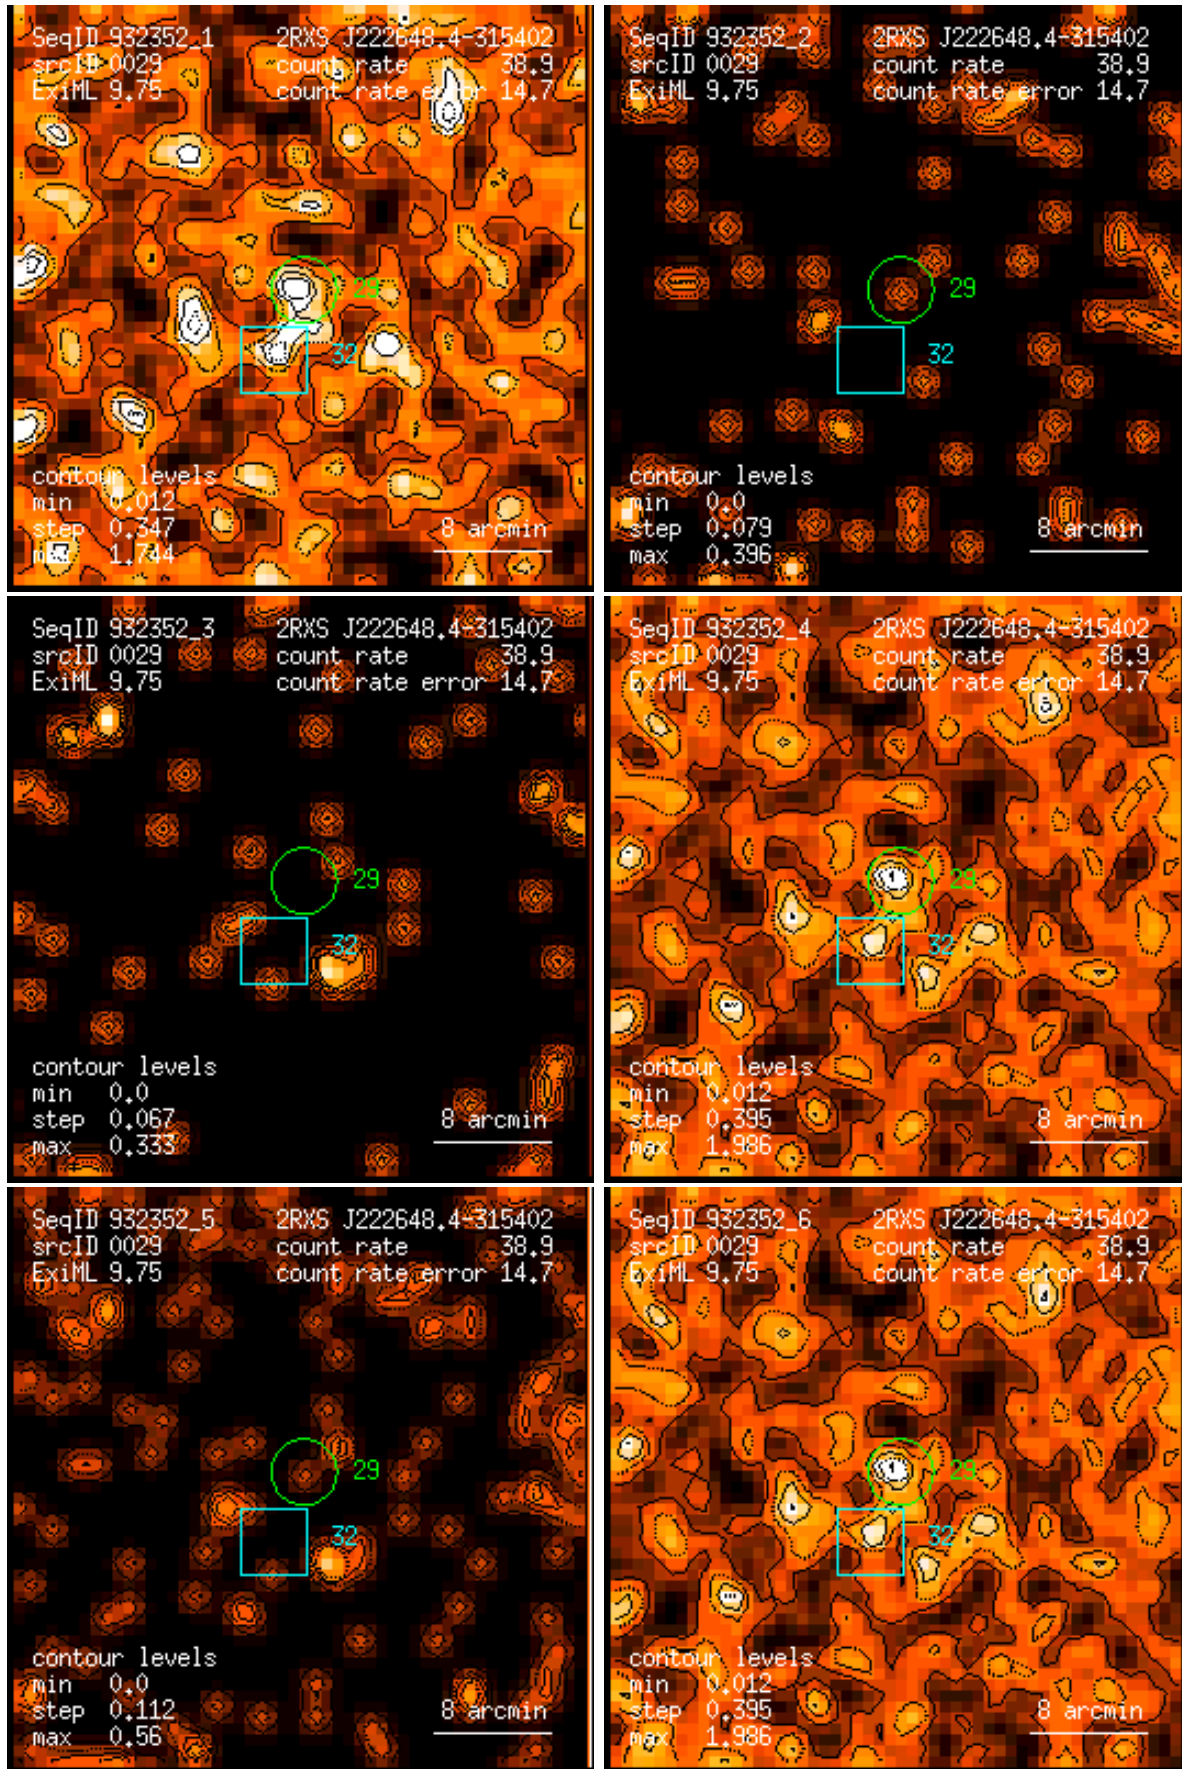 SeqID 932352_1 2RXS J222648.4-315402
srcID 0029 count rate 38.9
ExiML 9.75 count rate error 14.7
29
32
contour levels
min 0.012
step 0.347 8 arcmin
max 1.744
SeqID 932352_2 2RXS J222648.4-315402
srcID 0029 count rate 38.9
ExiML 9.75 count rate error 14.7
29
32
contour levels
min 0.0
step 0.079 8 arcmin
max 0.396
SeqID 932352_3 2RXS J222648.4-315402
srcID 0029 count rate 38.9
ExiML 9.75 count rate error 14.7
29
32
contour levels
min 0.0
step 0.067 8 arcmin
max 0.333
SeqID 932352_4 2RXS J222648.4-315402
srcID 0029 count rate 38.9
ExiML 9.75 count rate error 14.7
29
32
contour levels
min 0.012
step 0.395 8 arcmin
max 1.986
SeqID 932352_5 2RXS J222648.4-315402
srcID 0029 count rate 38.9
ExiML 9.75 count rate error 14.7
29
32
contour levels
min 0.0
step 0.112 8 arcmin
max 0.56
SeqID 932352_6 2RXS J222648.4-315402
srcID 0029 count rate 38.9
ExiML 9.75 count rate error 14.7
29
32
contour levels
min 0.012
step 0.395 8 arcmin
max 1.986